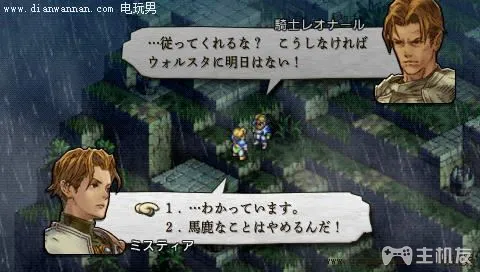 www.dianwannan.com 电玩男
騎士レオナール
…従ってくれるな？ こうしなければ
ウォルスタに明日はない！
１．…わかっています。
２．馬鹿なことはやめるんだ！
ミスティア
主机友